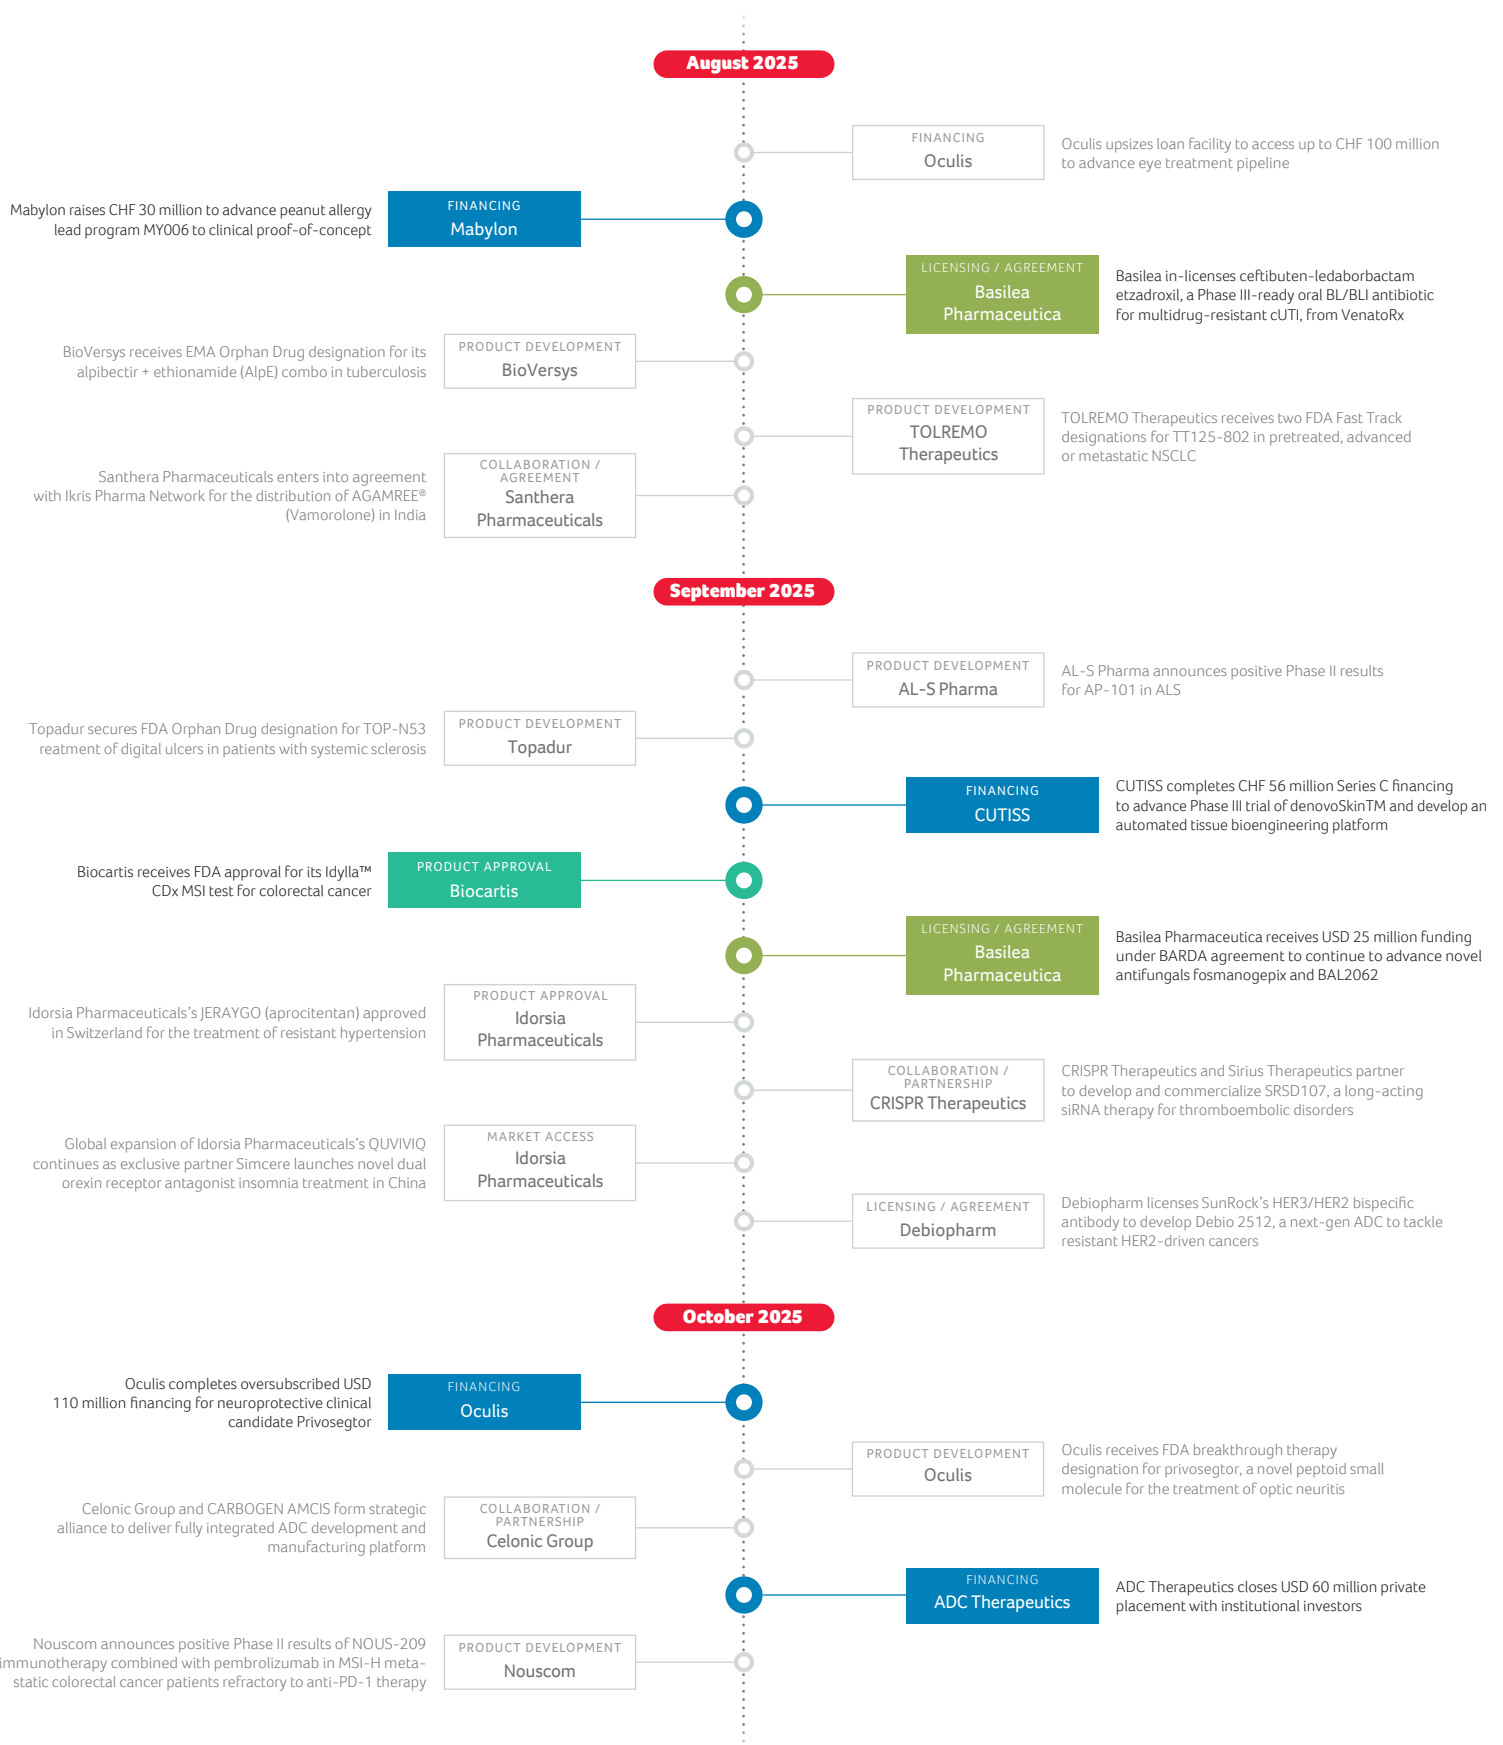 August 2025
FINANCING
Oculis
Oculis upsizes loan facility to access up to CHF 100 million
to advance eye treatment pipeline
Mabylon raises CHF 30 million to advance peanut allergy
lead program MY006 to clinical proof-of-concept
FINANCING
Mabylon
LICENSING / AGREEMENT
Basilea
Pharmaceutica
Basilea in-licenses ceftibuten-ledaborbactam
etzadroxil, a Phase III-ready oral BL/BLI antibiotic
for multidrug-resistant cUTI, from VenatoRx
BioVersys receives EMA Orphan Drug designation for its
alpibectir + ethionamide (AlpE) combo in tuberculosis
PRODUCT DEVELOPMENT
BioVersys
PRODUCT DEVELOPMENT
TOLREMO
Therapeutics
TOLREMO Therapeutics receives two FDA Fast Track
designations for TT125-802 in pretreated, advanced
or metastatic NSCLC
Santhera Pharmaceuticals enters into agreement
with Ikris Pharma Network for the distribution of AGAMREE®
(Vamorolone) in India
COLLABORATION /
AGREEMENT
Santhera
Pharmaceuticals
September 2025
PRODUCT DEVELOPMENT
AL-S Pharma
AL-S Pharma announces positive Phase II results
for AP-101 in ALS
Topadur secures FDA Orphan Drug designation for TOP-N53
reatment of digital ulcers in patients with systemic sclerosis
PRODUCT DEVELOPMENT
Topadur
FINANCING
CUTISS
CUTISS completes CHF 56 million Series C financing
to advance Phase III trial of denovoSkinTM and develop an
automated tissue bioengineering platform
Biocartis receives FDA approval for its Idylla™
CDx MSI test for colorectal cancer
PRODUCT APPROVAL
Biocartis
LICENSING / AGREEMENT
Basilea
Pharmaceutica
Basilea Pharmaceutica receives USD 25 million funding
under BARDA agreement to continue to advance novel
antifungals fosmanogepix and BAL2062
Idorsia Pharmaceuticals's JERAYGO (aprocitentan) approved
in Switzerland for the treatment of resistant hypertension
PRODUCT APPROVAL
Idorsia
Pharmaceuticals
COLLABORATION /
PARTNERSHIP
CRISPR Therapeutics
CRISPR Therapeutics and Sirius Therapeutics partner
to develop and commercialize SRSD107, a long-acting
siRNA therapy for thromboembolic disorders
Global expansion of Idorsia Pharmaceuticals's QUVIVIQ
continues as exclusive partner Simcere launches novel dual
orexin receptor antagonist insomnia treatment in China
MARKET ACCESS
Idorsia
Pharmaceuticals
LICENSING / AGREEMENT
Debiopharm
Debiopharm licenses SunRock's HER3/HER2 bispecific
antibody to develop Debio 2512, a next-gen ADC to tackle
resistant HER2-driven cancers
October 2025
Oculis completes oversubscribed USD
110 million financing for neuroprotective clinical
candidate Privosegtor
FINANCING
Oculis
PRODUCT DEVELOPMENT
Oculis
Oculis receives FDA breakthrough therapy
designation for privosegtor, a novel peptoid small
molecule for the treatment of optic neuritis
Celonic Group and CARBOGEN AMCIS form strategic
alliance to deliver fully integrated ADC development and
manufacturing platform
COLLABORATION /
PARTNERSHIP
Celonic Group
FINANCING
ADC Therapeutics
ADC Therapeutics closes USD 60 million private
placement with institutional investors
Nouscom announces positive Phase II results of NOUS-209
immunotherapy combined with pembrolizumab in MSI-H meta-
static colorectal cancer patients refractory to anti-PD-1 therapy
PRODUCT DEVELOPMENT
Nouscom